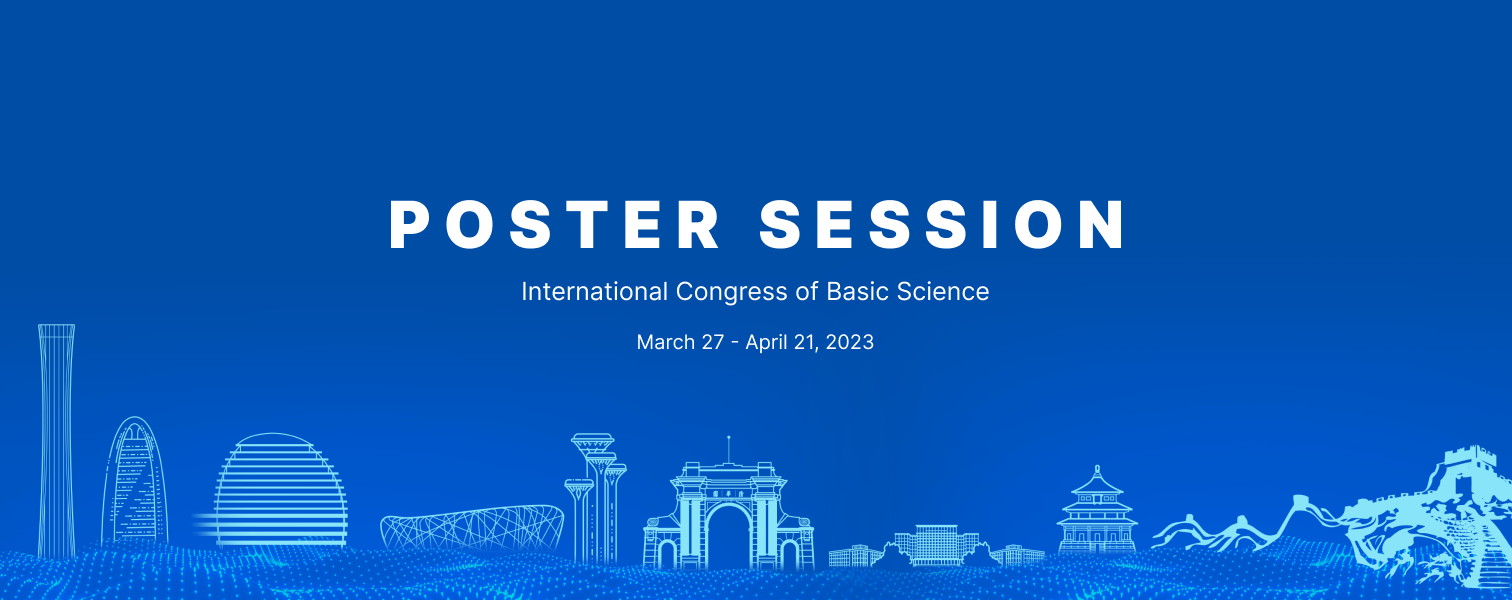 POSTER SESSION
International Congress of Basic Science
March 27 - April 21, 2023